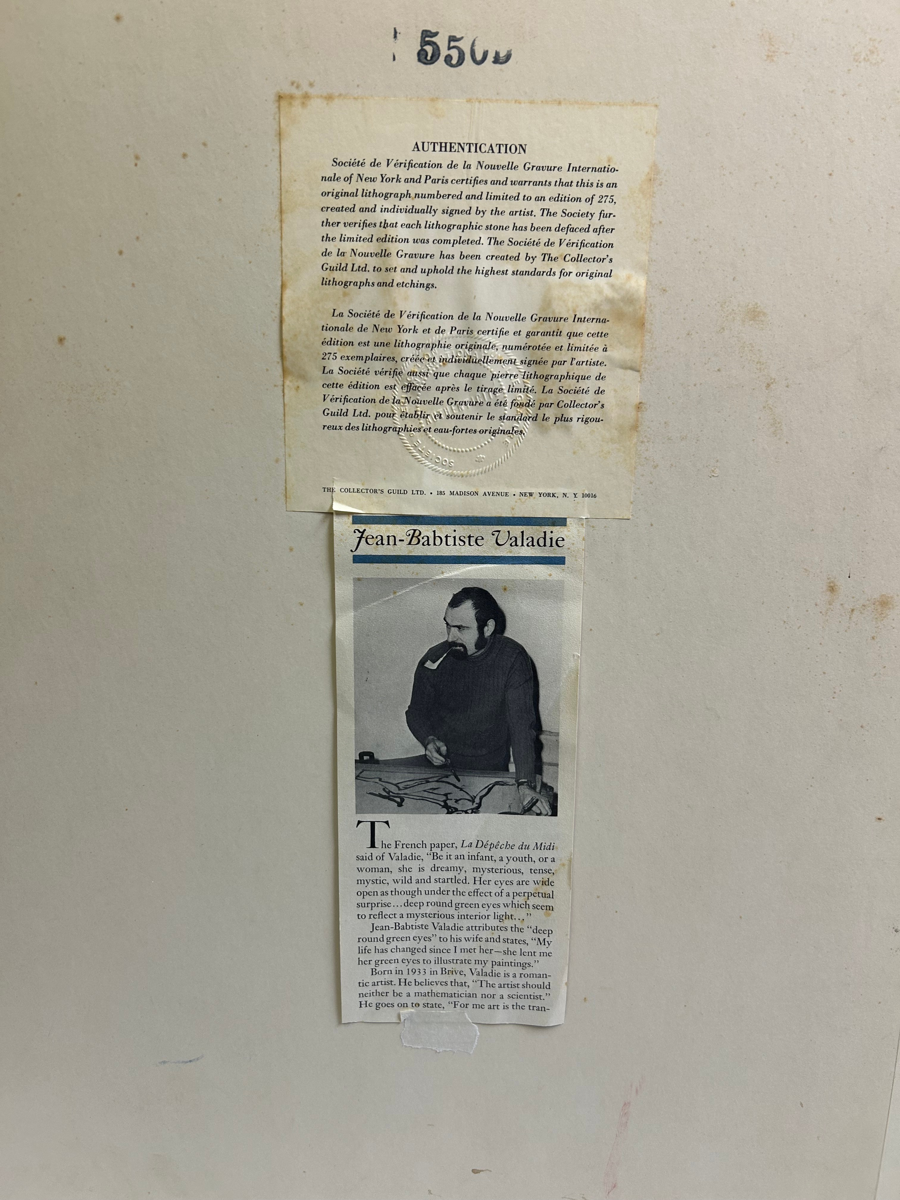 550
AUTHENTICATION
Société de Vérification de la Nouvelle Gravure Internatio-
nale of New York and Paris certifies and warrants that this is an
original lithograph numbered and limited to an edition of 275,
created and individually signed by the artist. The Society fur-
ther verifies that each lithographic stone has been defaced after
the limited edition was completed. The Société de Vérification
de la Nouvelle Gravure has been created by The Collector's
Guild Ltd. to set and uphold the highest standards for original
lithographs and etchings.
La Société de Vérification de la Nouvelle Gravure Interna-
tionale de New York et de Paris certifie et garantit que cette
édition est une lithographie originale, numérotée et limitée à
275 exemplaires, créée et individuellement signée par l'artiste.
La Société vérifie aussi que chaque pierre lithographique de
cette édition est effacée après le tirage limité. La Société de
Vérification de la Nouvelle Gravure a été fondé par Collector's
Guild Ltd. pour établir et soutenir le standard le plus rigou-
reux des lithographies et eau-fortes originales.
THE COLLECTOR'S GUILD LTD. • 185 MADISON AVENUE • NEW YORK, N. Y. 10016
Jean-Babtiste Valadie
The French paper, La Dépêche du Midi
said of Valadie, "Be it an infant, a youth, or a
woman, she is dreamy, mysterious, tense,
mystic, wild and startled. Her eyes are wide
open as though under the effect of a perpetual
surprise...deep round green eyes which seem
to reflect a mysterious interior light..."
Jean-Baptiste Valadie attributes the "deep
round green eyes" to his wife and states, "My
life has changed since I met her—she lent me
her green eyes to illustrate my paintings."
Born in 1933 in Brive, Valadie is a roman-
tic artist. He believes that, "The artist should
neither be a mathematician nor a scientist."
He goes on to state, "For me art is the tran-